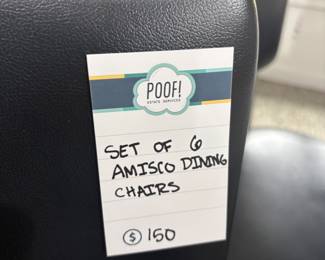 POOF!
ESTATE SERVICES
SET OF 6
AMISCO DINING
CHAIRS
$ 150